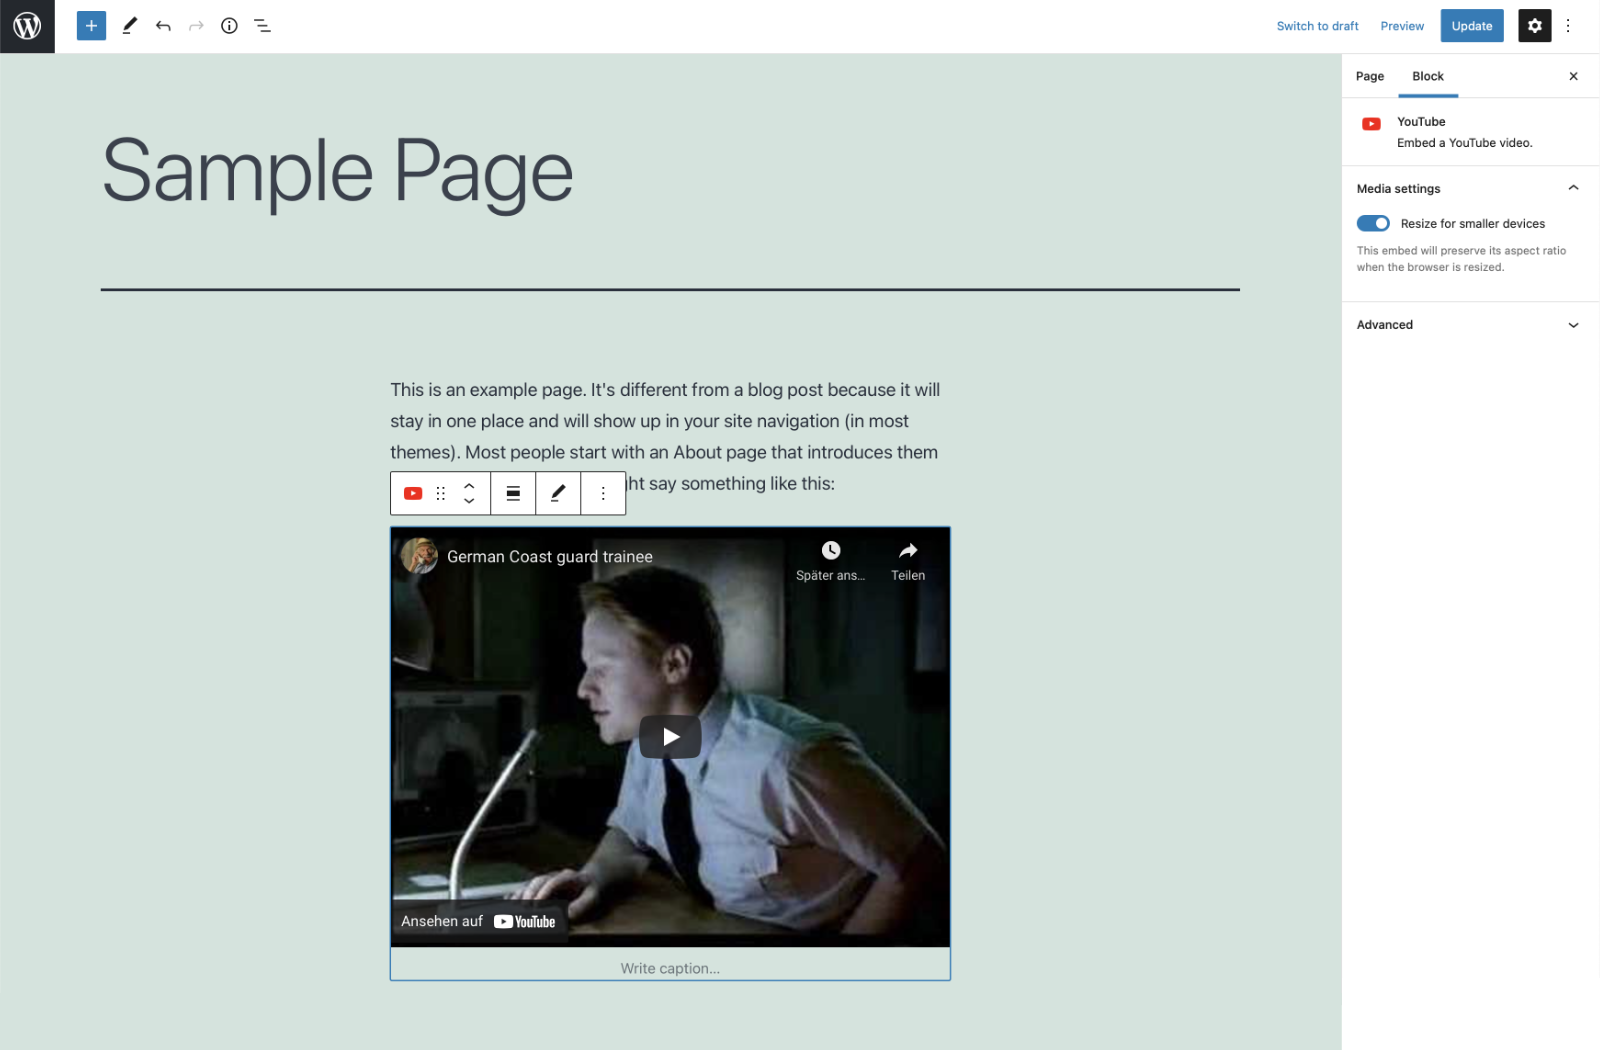 Switch to draft
Preview
Update
Page
Block
YouTube
Embed a YouTube video.
Media settings
Resize for smaller devices
This embed will preserve its aspect ratio
when the browser is resized.
Advanced
Sample Page
This is an example page. It's different from a blog post because it will
stay in one place and will show up in your site navigation (in most
themes). Most people start with an About page that introduces them
ght say something like this:
German Coast guard trainee
Später ans...
Teilen
Ansehen auf YouTube
Write caption...